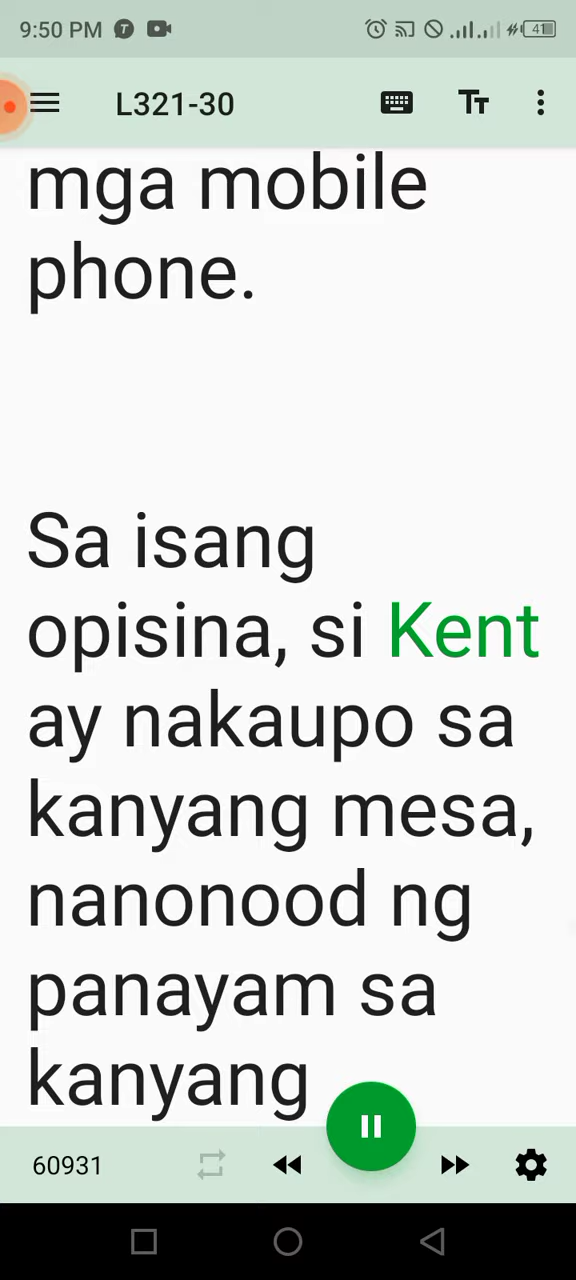 9:50 PM
41
L321-30
mga mobile
phone.
Sa isang
opisina, si Kent
ay nakaupo sa
kanyang mesa,
nanonood ng
panayam sa
kanyang
60931